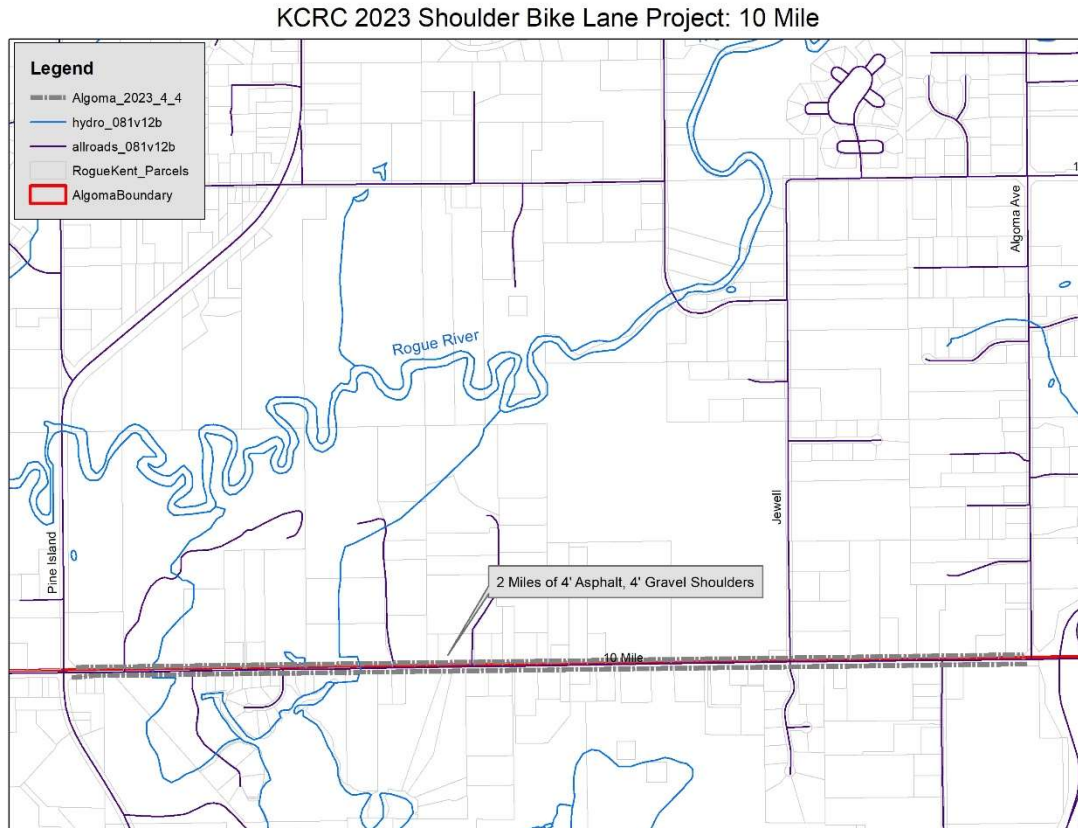 KCRC 2023 Shoulder Bike Lane Project: 10 Mile
Legend
Algoma_2023_4_4
hydro_081v12b
allroads_081v12b
RogueKent_Parcels
AlgomaBoundary
Algoma Ave
Rogue River
Jewell
Pine Island
2 Miles of 4' Asphalt, 4' Gravel Shoulders
10 Mile